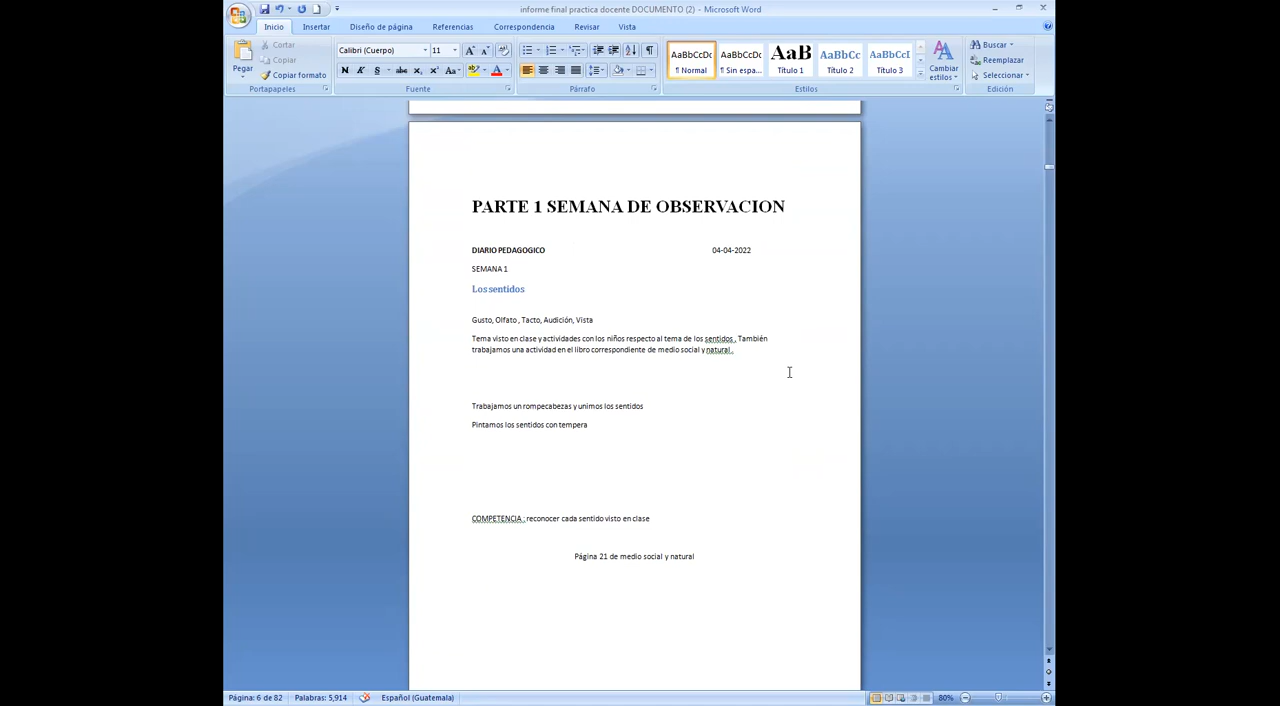 informe final practica docente DOCUMENTO (2) - Microsoft Word
Inicio Insertar Diseño de página Referencias Correspondencia Revisar Vista
Pegar Cortar Copiar Copiar formato
Calibri (Cuerpo) 11
N K S abc x₂ x² Aa A
AaBbCcDc AaBbCcDc AaB AaBbCc AaBbCcI
¶ Normal ¶ Sin espa... Título 1 Título 2 Título 3
Cambiar estilos
Buscar
Reemplazar
Seleccionar
Portapapeles Fuente Párrafo Estilos Edición
PARTE 1 SEMANA DE OBSERVACION
DIARIO PEDAGOGICO 04-04-2022
SEMANA 1
Los sentidos
Gusto, Olfato , Tacto, Audición, Vista
Tema visto en clase y actividades con los niños respecto al tema de los sentidos . También
trabajamos una actividad en el libro correspondiente de medio social y natural .
Trabajamos un rompecabezas y unimos los sentidos
Pintamos los sentidos con tempera
COMPETENCIA : reconocer cada sentido visto en clase
Página 21 de medio social y natural
Página: 6 de 82 Palabras: 5,914 Español (Guatemala) 80%